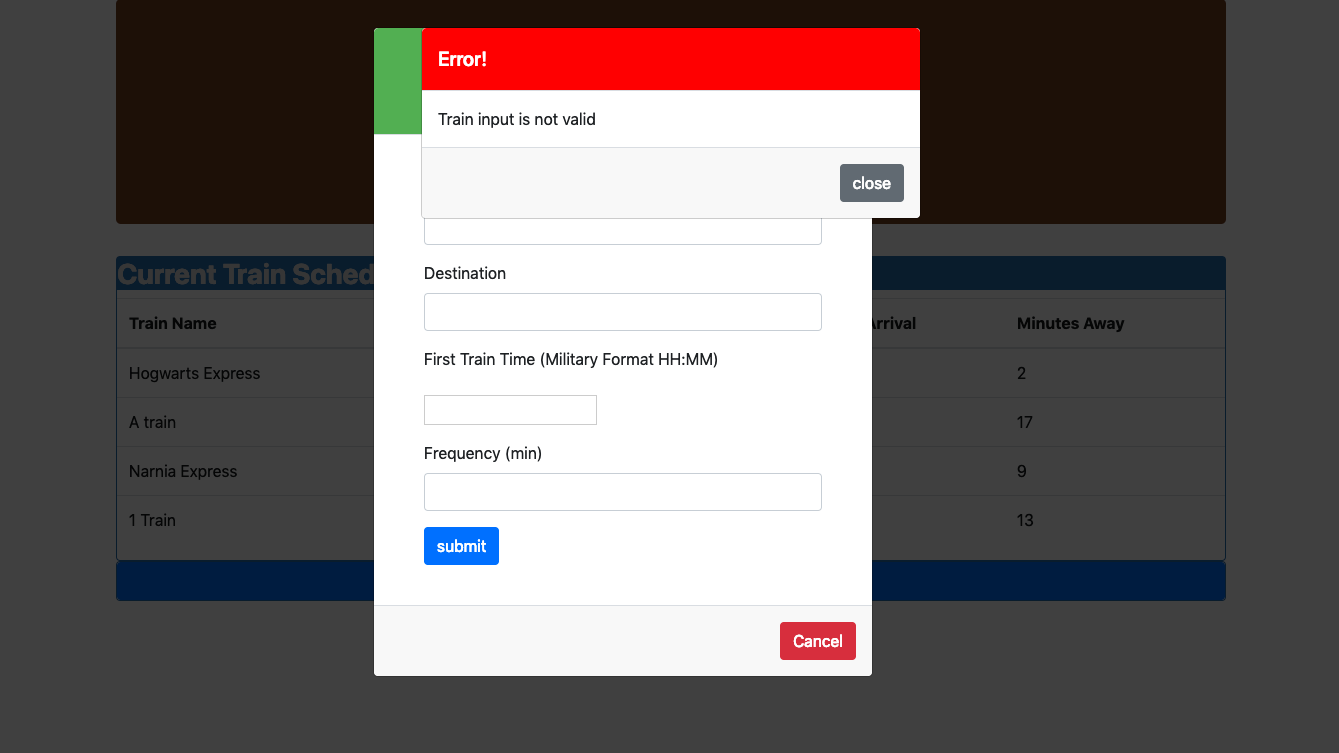 Error!
Train input is not valid
close
Destination
First Train Time (Military Format HH:MM)
Frequency (min)
submit
Cancel
Current Train Sched
Train Name Arrival Minutes Away
Hogwarts Express 2
A train 17
Narnia Express 9
1 Train 13